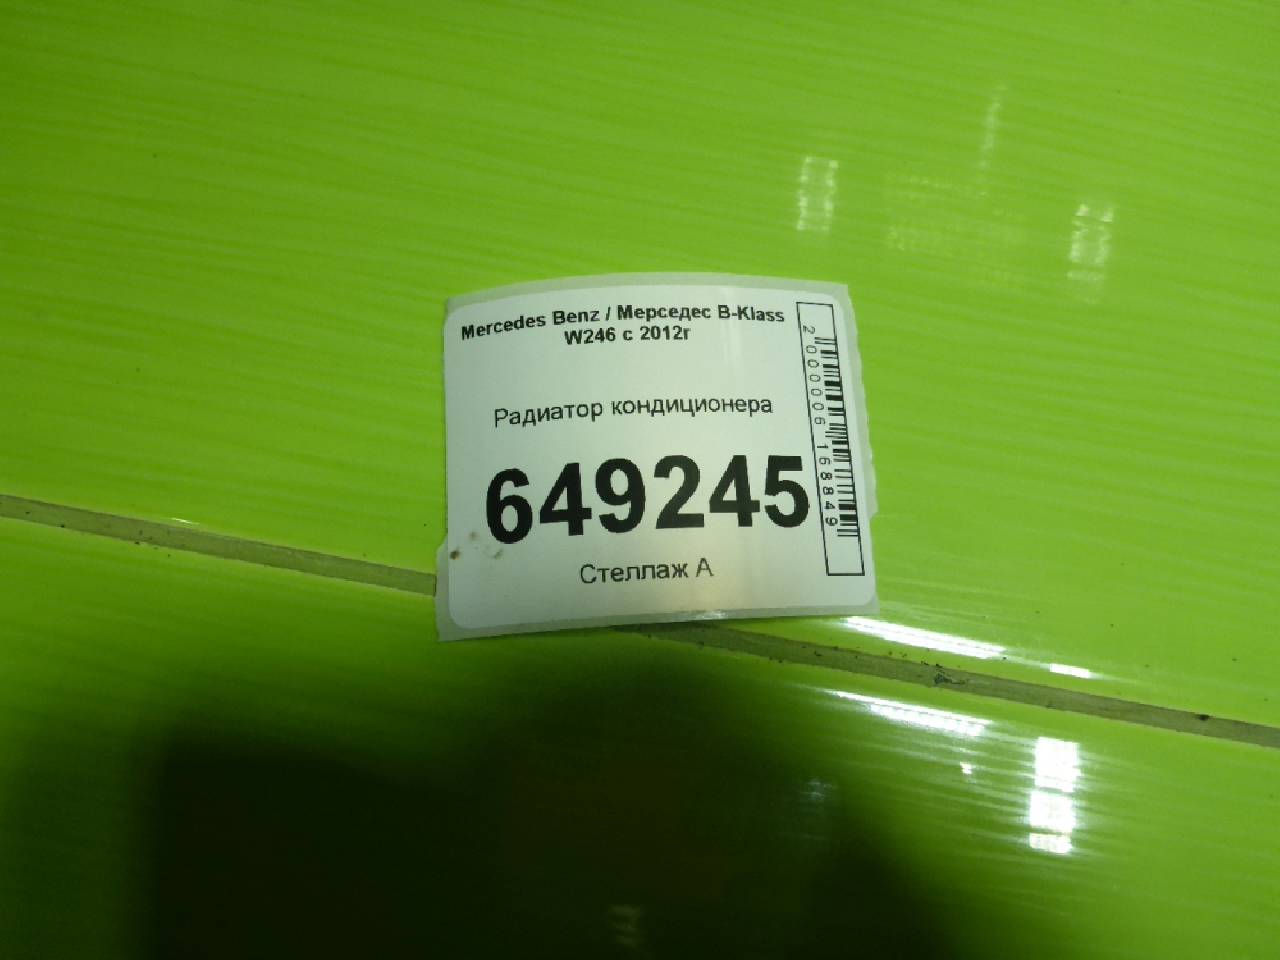 Mercedes Benz / Мерседес B-Klass
W246 с 2012г
Радиатор кондиционера
649245
Стеллаж А
2000006168849